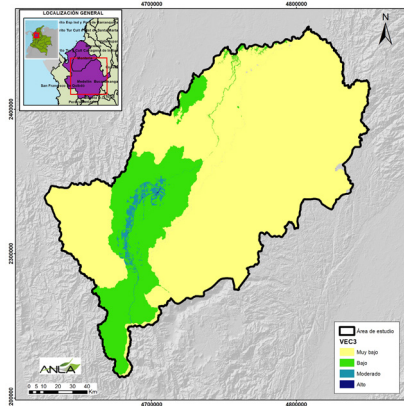 4700000
4800000
LOCALIZACIÓN GENERAL
N
2400000
2300000
2200000
Área de estudio
VEC3
Muy bajo
Bajo
Moderado
Alto
ANLA
0 5 10 20 30 40
Km
4700000
4800000